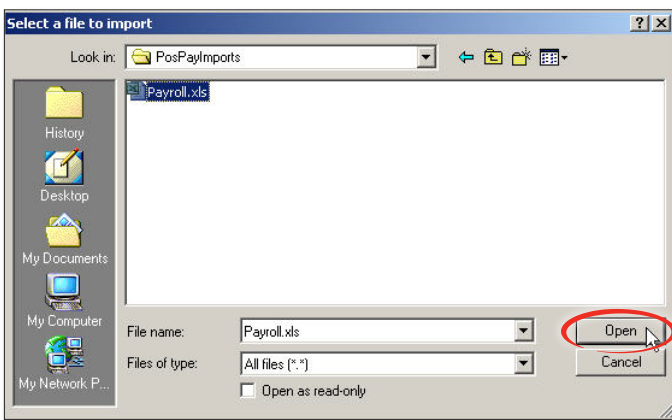 Select a file to import
Look in: PosPayImports
Payroll.xls
History
Desktop
My Documents
My Computer
My Network P...
File name: Payroll.xls Open
Files of type: All files (*.*) Cancel
Open as read-only